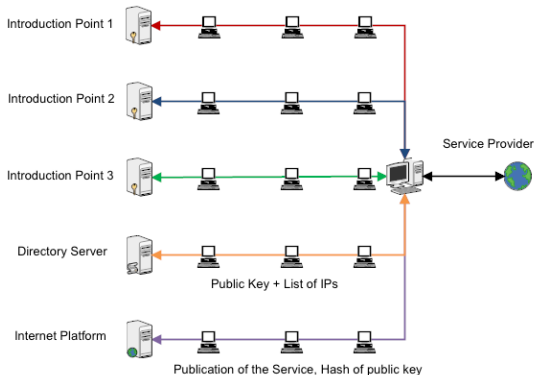 Introduction Point 1
Introduction Point 2
Service Provider
Introduction Point 3
Directory Server
Public Key + List of IPs
Internet Platform
Publication of the Service, Hash of public key